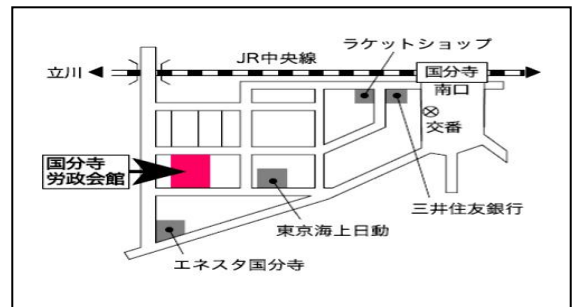 ラケットショップ
JR中央線
立川
国分寺
南口
交番
国分寺
労政会館
三井住友銀行
東京海上日動
エネスタ国分寺